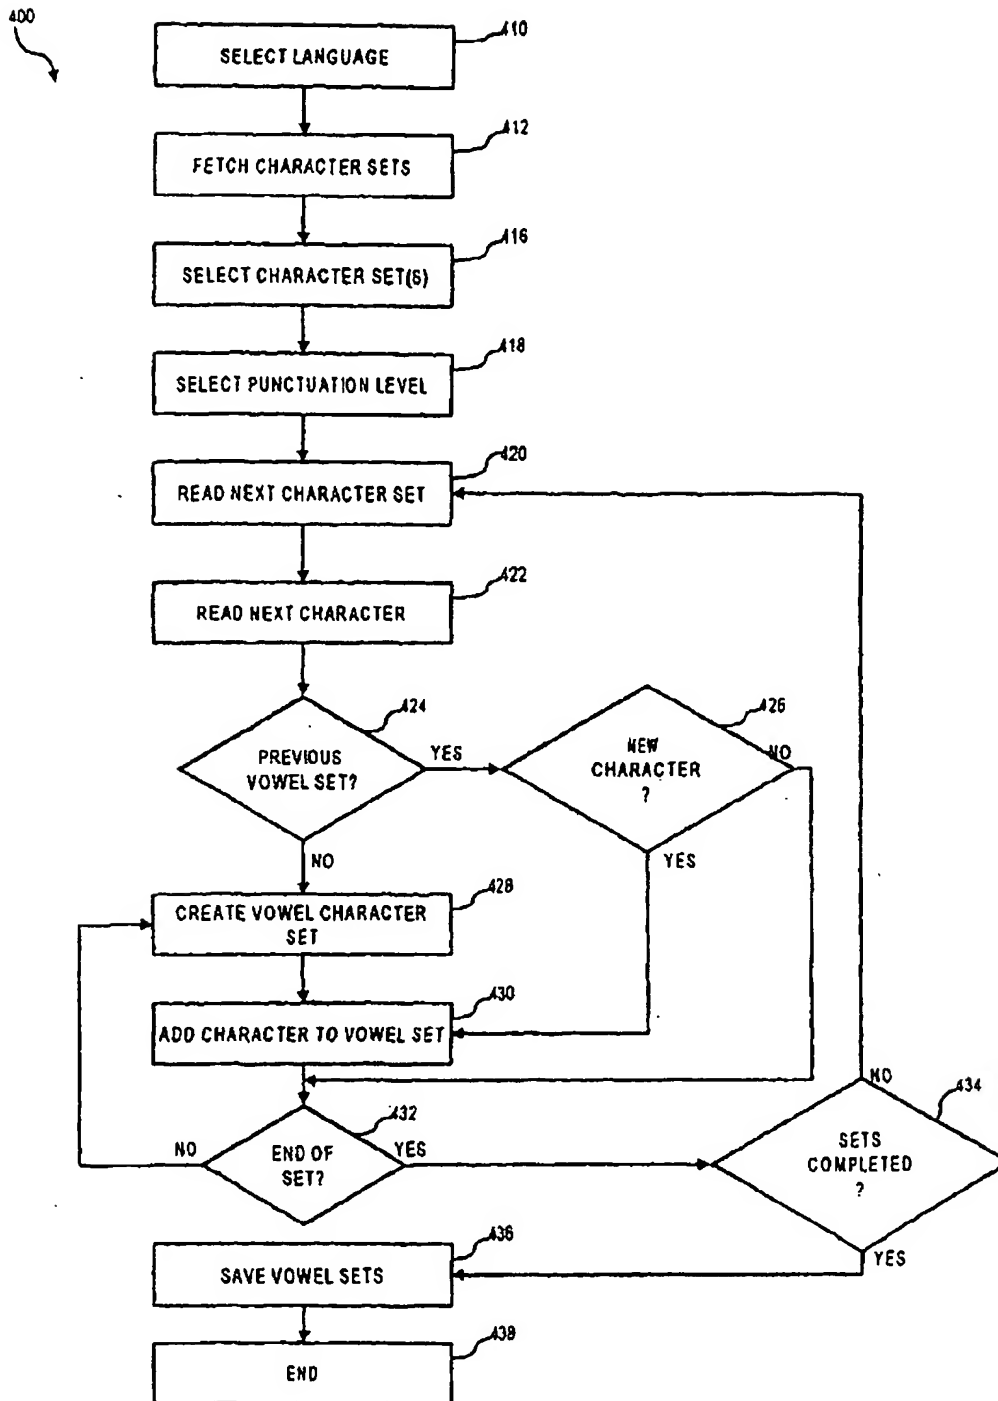 400
410
SELECT LANGUAGE
412
FETCH CHARACTER SETS
416
SELECT CHARACTER SET(S)
418
SELECT PUNCTUATION LEVEL
420
READ NEXT CHARACTER SET
422
READ NEXT CHARACTER
424
PREVIOUS
VOWEL SET?
YES
NO
426
NEW
CHARACTER
?
NO
YES
428
CREATE VOWEL CHARACTER
SET
430
ADD CHARACTER TO VOWEL SET
432
END OF
SET?
NO
YES
434
SETS
COMPLETED
?
NO
YES
436
SAVE VOWEL SETS
439
END